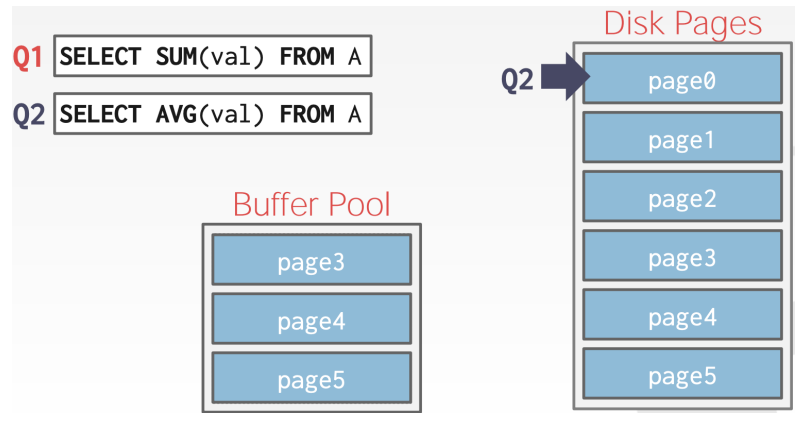 Q1 SELECT SUM(val) FROM A
Q2 SELECT AVG(val) FROM A
Buffer Pool
page3
page4
page5
Disk Pages
Q2
page0
page1
page2
page3
page4
page5